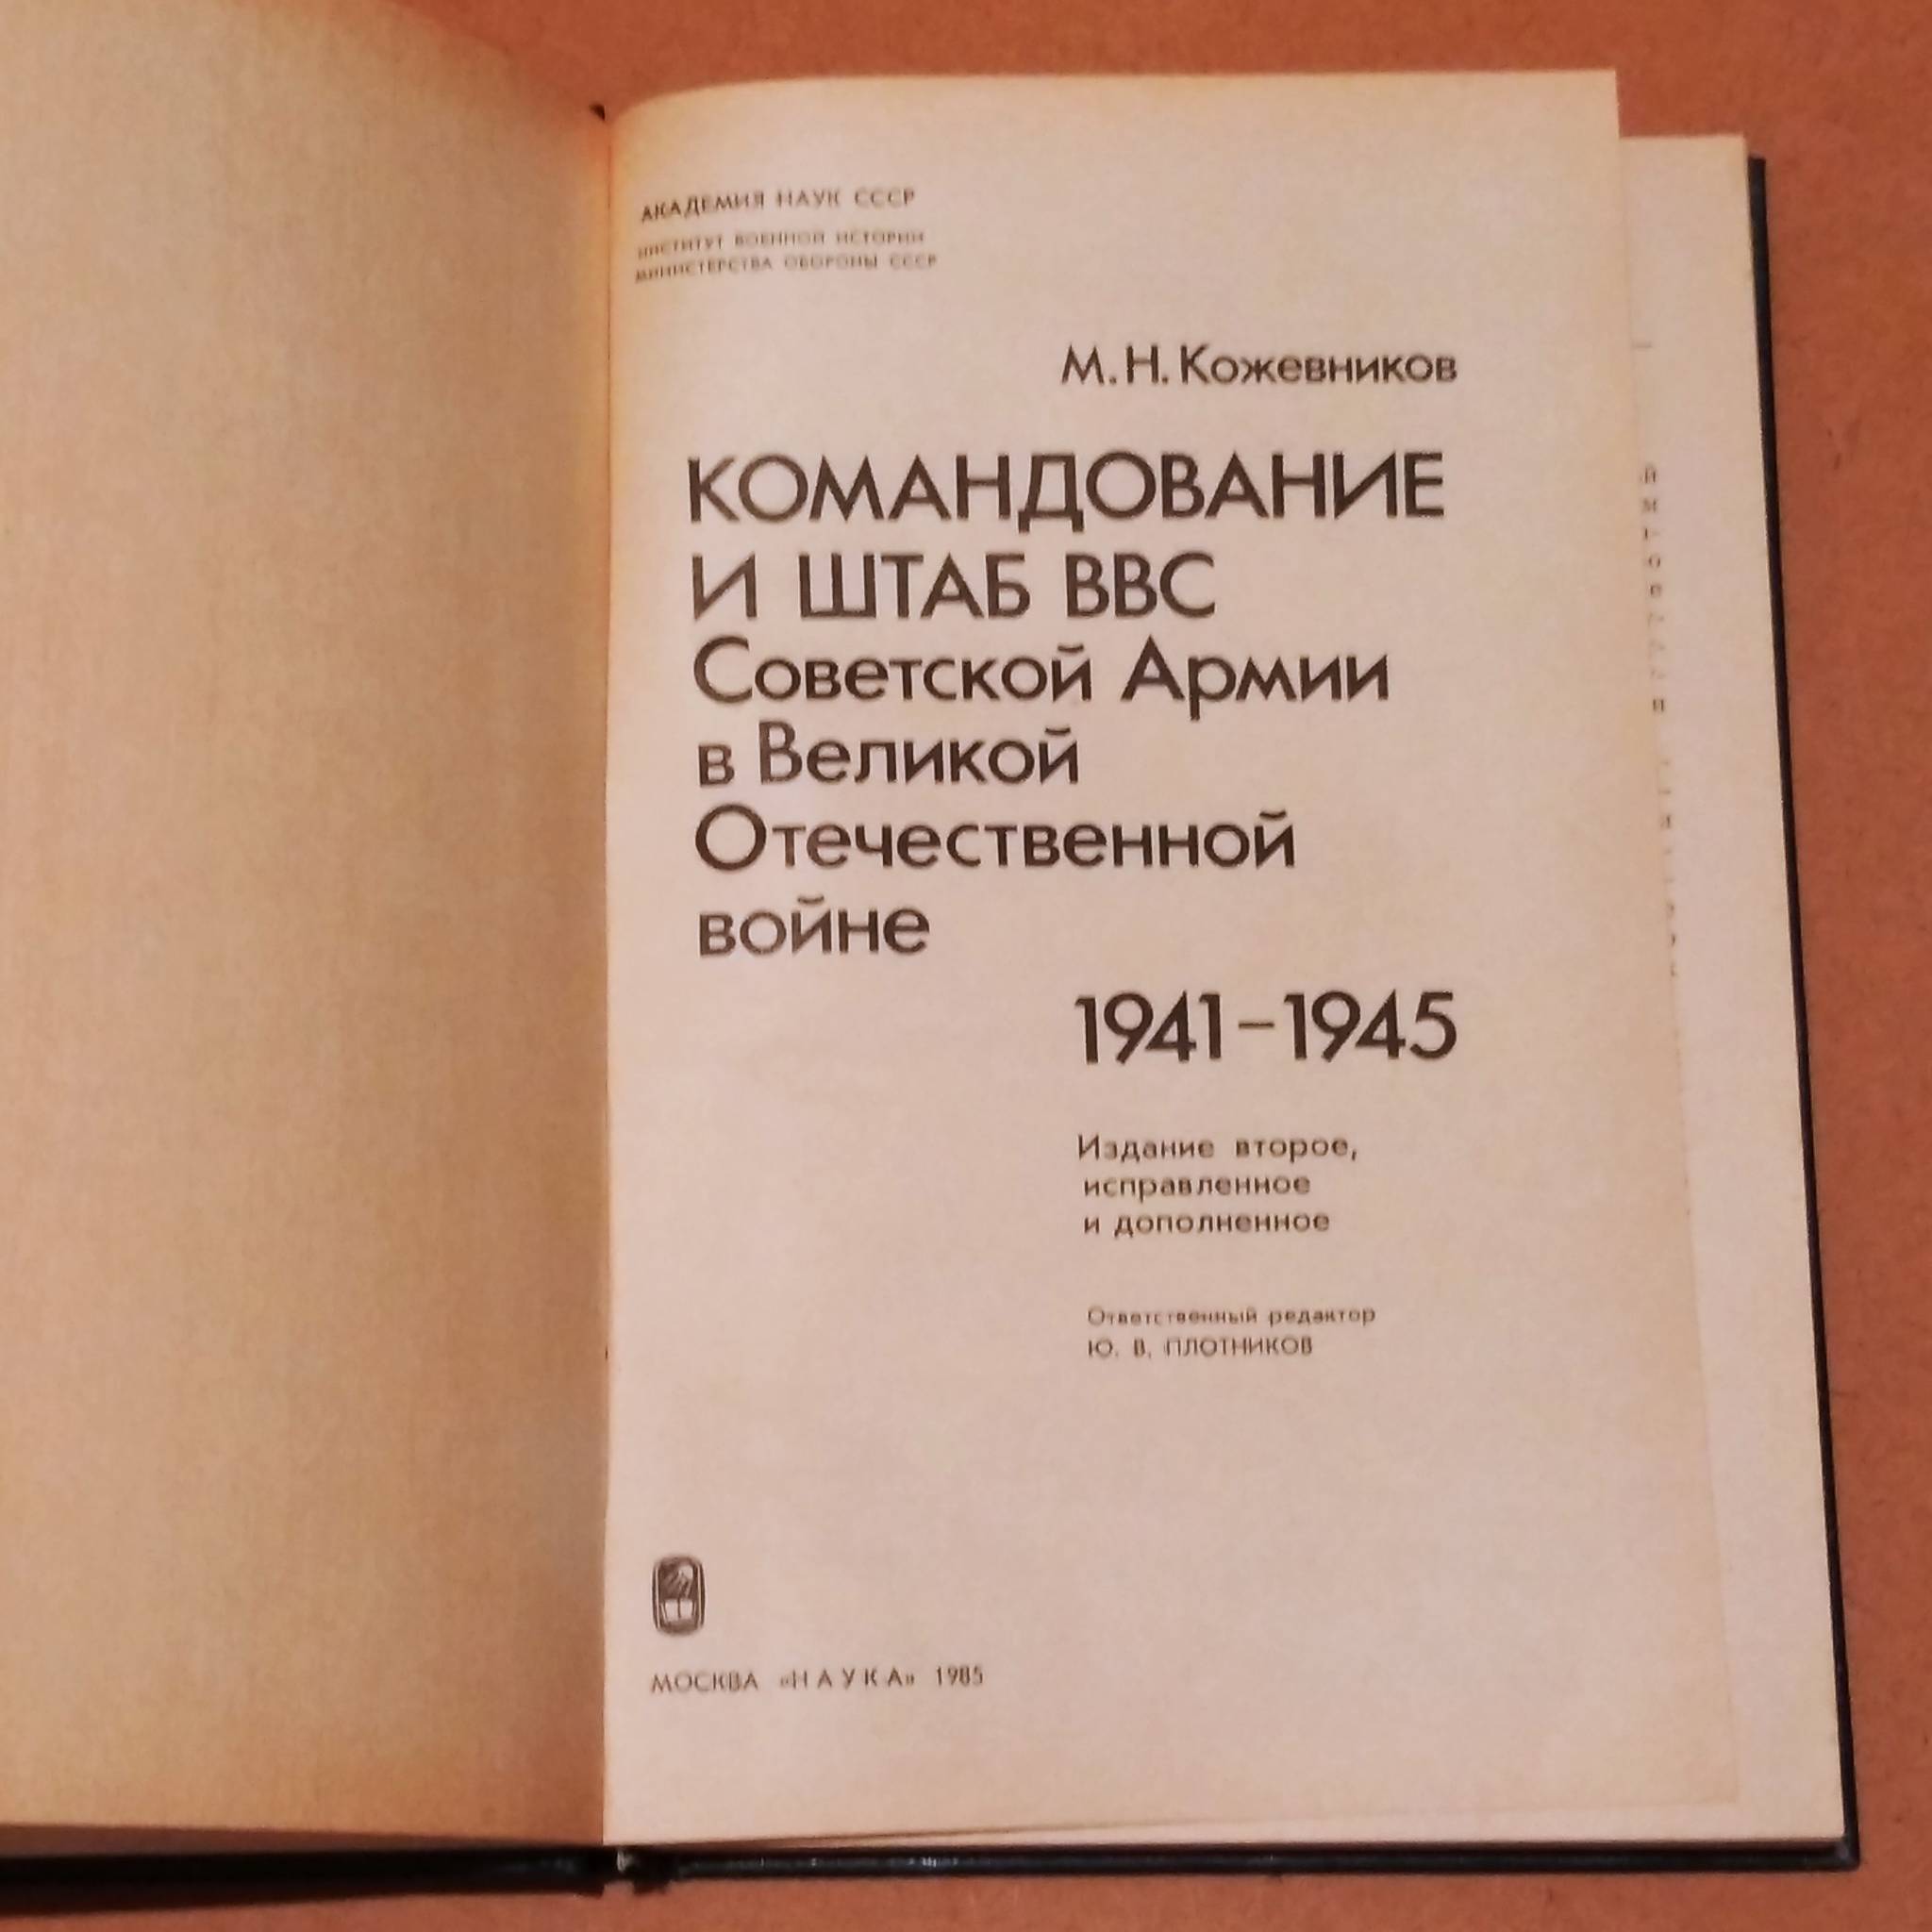 АКАДЕМИЯ НАУК СССР
ИНСТИТУТ ВОЕННОЙ ИСТОРИИ
МИНИСТЕРСТВА ОБОРОНЫ СССР
М. Н. Кожевников
КОМАНДОВАНИЕ
И ШТАБ ВВС
Советской Армии
в Великой
Отечественной
войне
1941–1945
Издание второе,
исправленное
и дополненное
Ответственный редактор
Ю. В. ПЛОТНИКОВ
МОСКВА «НАУКА» 1985